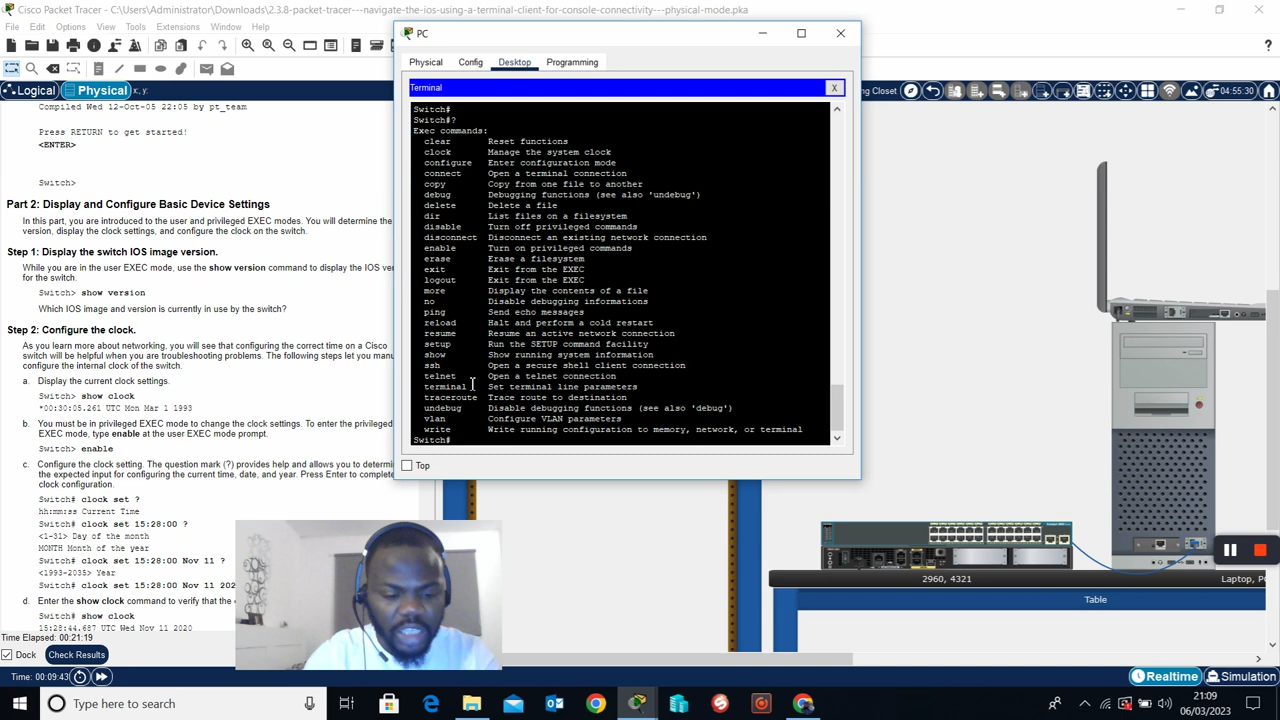 Cisco Packet Tracer - C:\Users\Administrator\Downloads\2.3.8-packet-tracer---navigate-the-ios-using-a-terminal-client-for-console-connectivity---physical-mode.pka
File Edit Options View Tools Extensions Window Help
Logical Physical x, y:
ng Closet 04:55:30
PC
Physical Config Desktop Programming
Terminal X
Switch#
Switch#?
Exec commands:
clear Reset functions
clock Manage the system clock
configure Enter configuration mode
connect Open a terminal connection
copy Copy from one file to another
debug Debugging functions (see also 'undebug')
delete Delete a file
dir List files on a filesystem
disable Turn off privileged commands
disconnect Disconnect an existing network connection
enable Turn on privileged commands
erase Erase a filesystem
exit Exit from the EXEC
logout Exit from the EXEC
more Display the contents of a file
no Disable debugging informations
ping Send echo messages
reload Halt and perform a cold restart
resume Resume an active network connection
setup Run the SETUP command facility
show Show running system information
ssh Open a secure shell client connection
telnet Open a telnet connection
terminal Set terminal line parameters
traceroute Trace route to destination
undebug Disable debugging functions (see also 'debug')
vlan Configure VLAN parameters
write Write running configuration to memory, network, or terminal
Switch#
Top
Compiled Wed 12-Oct-05 22:05 by pt_team
Press RETURN to get started!
<ENTER>
Switch>
Part 2: Display and Configure Basic Device Settings
In this part, you are introduced to the user and privileged EXEC modes. You will determine the
version, display the clock settings, and configure the clock on the switch.
Step 1: Display the switch IOS image version.
While you are in the user EXEC mode, use the show version command to display the IOS ver
for the switch.
Switch> show version
Which IOS image and version is currently in use by the switch?
Step 2: Configure the clock.
As you learn more about networking, you will see that configuring the correct time on a Cisco
switch will be helpful when you are troubleshooting problems. The following steps let you manu
configure the internal clock of the switch.
a. Display the current clock settings.
Switch> show clock
*00:30:05.261 UTC Mon Mar 1 1993
b. You must be in privileged EXEC mode to change the clock settings. To enter the privileged
EXEC mode, type enable at the user EXEC mode prompt.
Switch> enable
c. Configure the clock setting. The question mark (?) provides help and allows you to determi
the expected input for configuring the current time, date, and year. Press Enter to complete
clock configuration.
Switch# clock set ?
hh:mm:ss Current Time
Switch# clock set 15:28:00 ?
<1-31> Day of the month
MONTH Month of the year
Switch# clock set 15:28:00 Nov 11 ?
<1993-2035> Year
Switch# clock set 15:28:00 Nov 11 202
d. Enter the show clock command to verify that the
Switch# show clock
15:28:44.687 UTC Wed Nov 11 2020
Time Elapsed: 00:21:19
Dock Check Results
2960, 4321
Laptop, P
Table
Time: 00:09:43
Realtime Simulation
Type here to search
21:09
06/03/2023